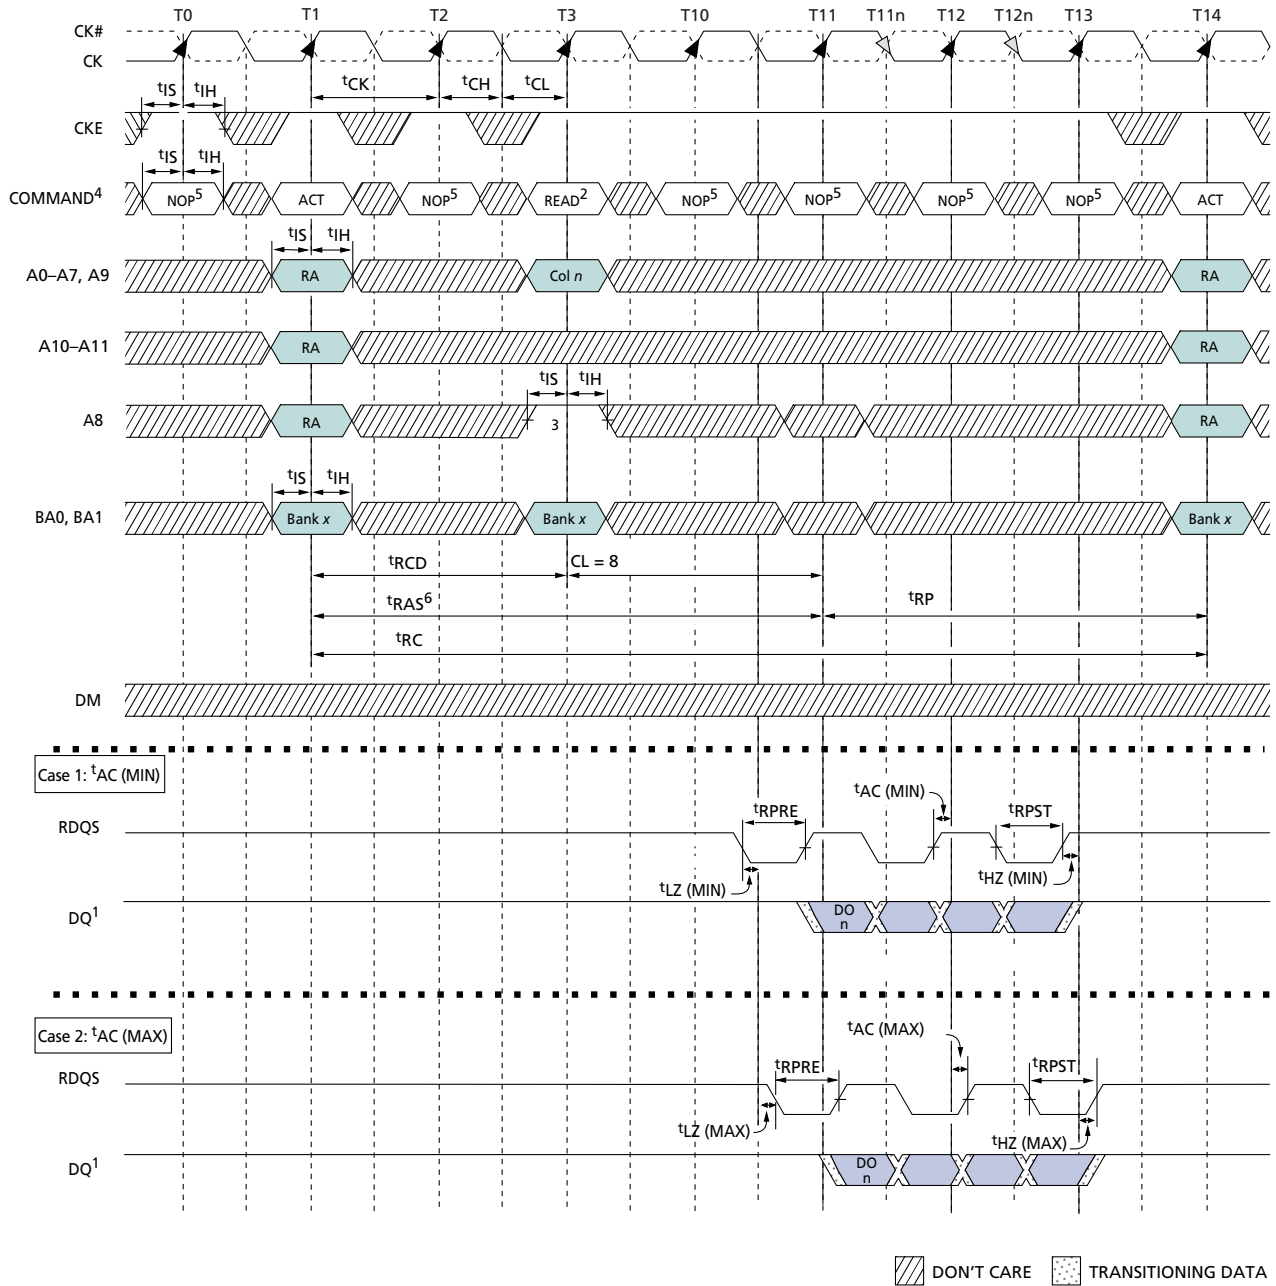 T0 T1 T2 T3 T10 T11 T11n T12 T12n T13 T14
CK#
CK
tIS tIH tCK tCH tCL
CKE
tIS tIH
COMMAND4 NOP5 ACT NOP5 READ2 NOP5 NOP5 NOP5 NOP5 ACT
tIS tIH
A0–A7, A9 RA Col n RA
A10–A11 RA RA
tIS tIH
A8 RA 3 RA
tIS tIH
BA0, BA1 Bank x Bank x Bank x
tRCD CL = 8
tRAS6 tRP
tRC
DM
Case 1: tAC (MIN)
tAC (MIN)
tRPRE tRPST
RDQS
tLZ (MIN) tHZ (MIN)
DQ1 DO
n
Case 2: tAC (MAX)
tAC (MAX)
tRPRE tRPST
RDQS
tLZ (MAX) tHZ (MAX)
DQ1 DO
n
DON'T CARE TRANSITIONING DATA